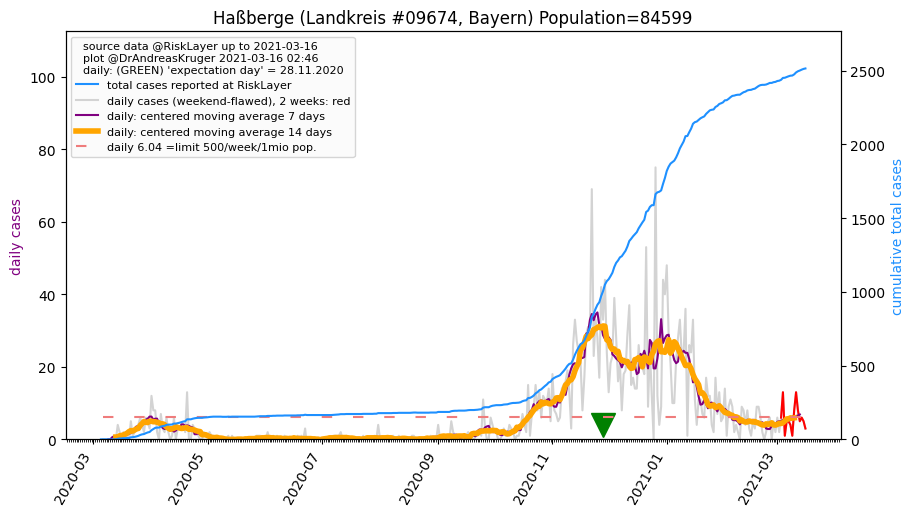 Haßberge (Landkreis #09674, Bayern) Population=84599
source data @RiskLayer up to 2021-03-16
plot @DrAndreasKruger 2021-03-16 02:46
daily: (GREEN) 'expectation day' = 28.11.2020
total cases reported at RiskLayer
daily cases (weekend-flawed), 2 weeks: red
daily: centered moving average 7 days
daily: centered moving average 14 days
daily 6.04 =limit 500/week/1mio pop.
daily cases
100
80
60
40
20
0
cumulative total cases
2500
2000
1500
1000
500
0
2020-03
2020-05
2020-07
2020-09
2020-11
2021-01
2021-03